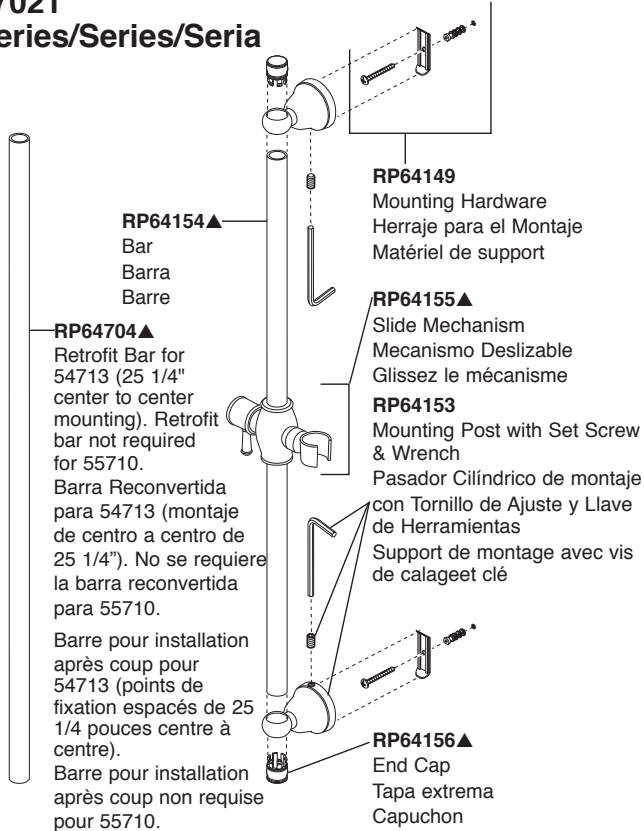 eries/Series/Seria
RP64149
Mounting Hardware
Herraje para el Montaje
Matériel de support
RP64154▲
Bar
Barra
Barre
RP64704▲
Retrofit Bar for
54713 (25 1/4"
center to center
mounting). Retrofit
bar not required
for 55710.
Barra Reconvertida
para 54713 (montaje
de centro a centro de
25 1/4”). No se requiere
la barra reconvertida
para 55710.
Barre pour installation
après coup pour
54713 (points de
fixation espacés de 25
1/4 pouces centre à
centre).
Barre pour installation
après coup non requise
pour 55710.
RP64155▲
Slide Mechanism
Mecanismo Deslizable
Glissez le mécanisme
RP64153
Mounting Post with Set Screw
& Wrench
Pasador Cilíndrico de montaje
con Tornillo de Ajuste y Llave
de Herramientas
Support de montage avec vis
de calageet clé
RP64156▲
End Cap
Tapa extrema
Capuchon